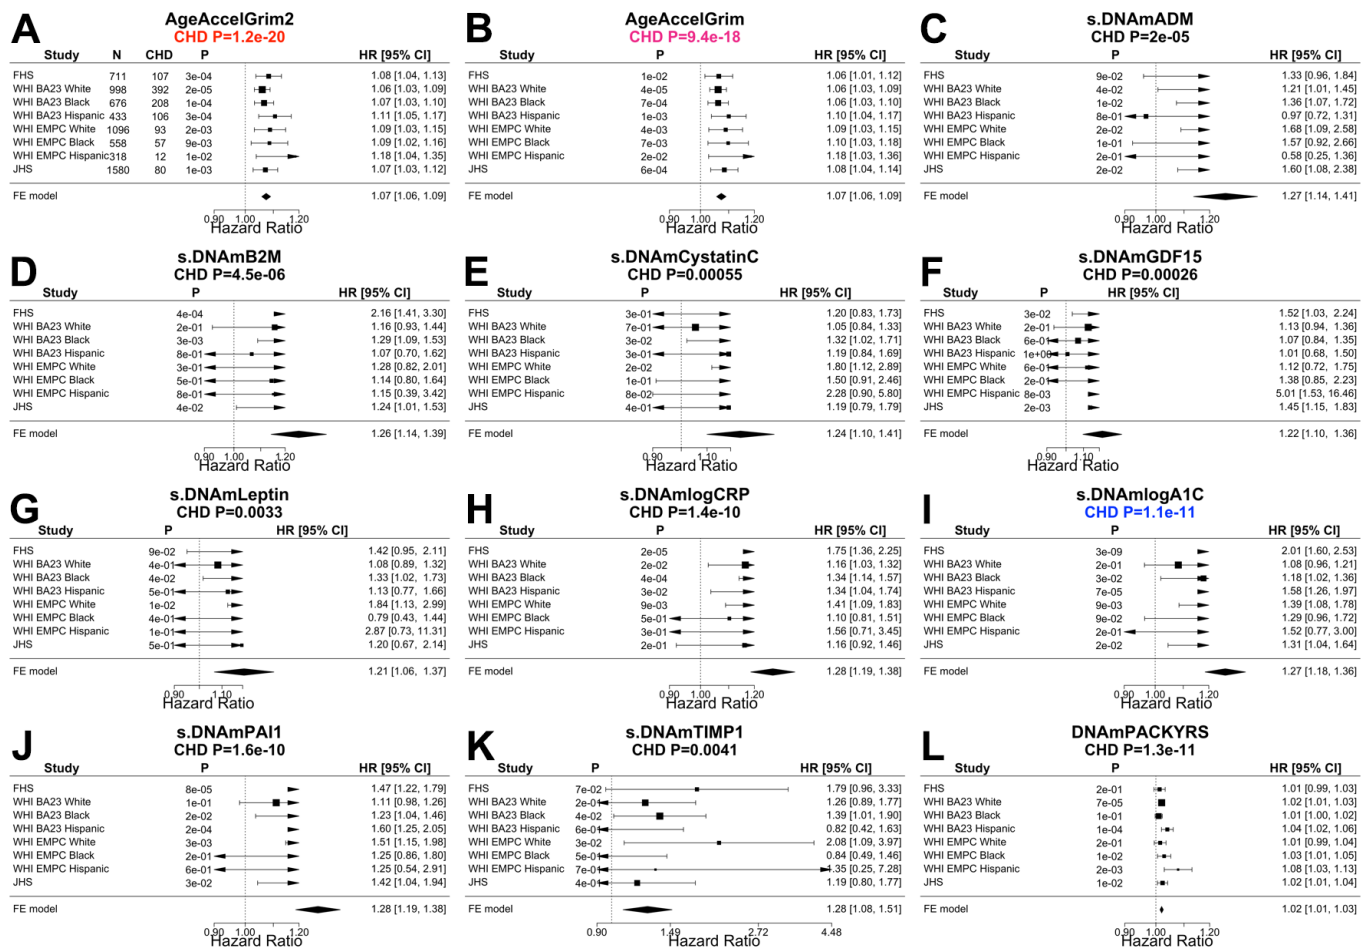 A
AgeAccelGrim2
CHD P=1.2e-20
Study N CHD P HR [95% CI]
FHS 711 107 3e-04 1.08 [1.04, 1.13]
WHI BA23 White 998 392 2e-05 1.06 [1.03, 1.09]
WHI BA23 Black 676 208 1e-04 1.07 [1.03, 1.10]
WHI BA23 Hispanic 433 106 3e-04 1.11 [1.05, 1.17]
WHI EMPC White 1096 93 2e-03 1.09 [1.03, 1.15]
WHI EMPC Black 558 57 9e-03 1.09 [1.02, 1.16]
WHI EMPC Hispanic 318 12 1e-02 1.18 [1.04, 1.35]
JHS 1580 80 1e-03 1.07 [1.03, 1.12]
FE model 1.07 [1.06, 1.09]
0.90 1.00 1.20
Hazard Ratio
B
AgeAccelGrim
CHD P=9.4e-18
Study P HR [95% CI]
FHS 1e-02 1.06 [1.01, 1.12]
WHI BA23 White 4e-05 1.06 [1.03, 1.09]
WHI BA23 Black 7e-04 1.06 [1.03, 1.10]
WHI BA23 Hispanic 1e-03 1.10 [1.04, 1.17]
WHI EMPC White 4e-03 1.09 [1.03, 1.15]
WHI EMPC Black 7e-03 1.10 [1.03, 1.18]
WHI EMPC Hispanic 2e-02 1.18 [1.03, 1.36]
JHS 6e-04 1.08 [1.04, 1.14]
FE model 1.07 [1.06, 1.09]
0.90 1.00 1.20
Hazard Ratio
C
s.DNAmADM
CHD P=2e-05
Study P HR [95% CI]
FHS 9e-02 1.33 [0.96, 1.84]
WHI BA23 White 4e-02 1.21 [1.01, 1.45]
WHI BA23 Black 1e-02 1.36 [1.07, 1.72]
WHI BA23 Hispanic 8e-01 0.97 [0.72, 1.31]
WHI EMPC White 2e-02 1.68 [1.09, 2.58]
WHI EMPC Black 1e-01 1.57 [0.92, 2.66]
WHI EMPC Hispanic 2e-01 0.58 [0.25, 1.36]
JHS 2e-02 1.60 [1.08, 2.38]
FE model 1.27 [1.14, 1.41]
0.90 1.00 1.20
Hazard Ratio
D
s.DNAmB2M
CHD P=4.5e-06
Study P HR [95% CI]
FHS 4e-04 2.16 [1.41, 3.30]
WHI BA23 White 2e-01 1.16 [0.93, 1.44]
WHI BA23 Black 3e-03 1.29 [1.09, 1.53]
WHI BA23 Hispanic 8e-01 1.07 [0.70, 1.62]
WHI EMPC White 3e-01 1.28 [0.82, 2.01]
WHI EMPC Black 5e-01 1.14 [0.80, 1.64]
WHI EMPC Hispanic 8e-01 1.15 [0.39, 3.42]
JHS 4e-02 1.24 [1.01, 1.53]
FE model 1.26 [1.14, 1.39]
0.90 1.00 1.20
Hazard Ratio
E
s.DNAmCystatinC
CHD P=0.00055
Study P HR [95% CI]
FHS 3e-01 1.20 [0.83, 1.73]
WHI BA23 White 7e-01 1.05 [0.84, 1.33]
WHI BA23 Black 3e-02 1.32 [1.02, 1.71]
WHI BA23 Hispanic 3e-01 1.19 [0.84, 1.69]
WHI EMPC White 2e-02 1.80 [1.12, 2.89]
WHI EMPC Black 1e-01 1.50 [0.91, 2.46]
WHI EMPC Hispanic 8e-02 2.28 [0.90, 5.80]
JHS 4e-01 1.19 [0.79, 1.79]
FE model 1.24 [1.10, 1.41]
0.90 1.10
Hazard Ratio
F
s.DNAmGDF15
CHD P=0.00026
Study P HR [95% CI]
FHS 3e-02 1.52 [1.03, 2.24]
WHI BA23 White 2e-01 1.13 [0.94, 1.36]
WHI BA23 Black 6e-01 1.07 [0.84, 1.35]
WHI BA23 Hispanic 1e+00 1.01 [0.68, 1.50]
WHI EMPC White 6e-01 1.12 [0.72, 1.75]
WHI EMPC Black 2e-01 1.38 [0.85, 2.23]
WHI EMPC Hispanic 8e-03 5.01 [1.53, 16.46]
JHS 2e-03 1.45 [1.15, 1.83]
FE model 1.22 [1.10, 1.36]
0.90 1.10
Hazard Ratio
G
s.DNAmLeptin
CHD P=0.0033
Study P HR [95% CI]
FHS 9e-02 1.42 [0.95, 2.11]
WHI BA23 White 4e-01 1.08 [0.89, 1.32]
WHI BA23 Black 4e-02 1.33 [1.02, 1.73]
WHI BA23 Hispanic 5e-01 1.13 [0.77, 1.66]
WHI EMPC White 1e-02 1.84 [1.13, 2.99]
WHI EMPC Black 4e-01 0.79 [0.43, 1.44]
WHI EMPC Hispanic 1e-01 2.87 [0.73, 11.31]
JHS 5e-01 1.20 [0.67, 2.14]
FE model 1.21 [1.06, 1.37]
0.90 1.10
Hazard Ratio
H
s.DNAmlogCRP
CHD P=1.4e-10
Study P HR [95% CI]
FHS 2e-05 1.75 [1.36, 2.25]
WHI BA23 White 2e-02 1.16 [1.03, 1.32]
WHI BA23 Black 4e-04 1.34 [1.14, 1.57]
WHI BA23 Hispanic 3e-02 1.34 [1.04, 1.74]
WHI EMPC White 9e-03 1.41 [1.09, 1.83]
WHI EMPC Black 5e-01 1.10 [0.81, 1.51]
WHI EMPC Hispanic 3e-01 1.56 [0.71, 3.45]
JHS 2e-01 1.16 [0.92, 1.46]
FE model 1.28 [1.19, 1.38]
0.90 1.00 1.20
Hazard Ratio
I
s.DNAmlogA1C
CHD P=1.1e-11
Study P HR [95% CI]
FHS 3e-09 2.01 [1.60, 2.53]
WHI BA23 White 2e-01 1.08 [0.96, 1.21]
WHI BA23 Black 3e-02 1.18 [1.02, 1.36]
WHI BA23 Hispanic 7e-05 1.58 [1.26, 1.97]
WHI EMPC White 9e-03 1.39 [1.08, 1.78]
WHI EMPC Black 9e-02 1.29 [0.96, 1.72]
WHI EMPC Hispanic 2e-01 1.52 [0.77, 3.00]
JHS 2e-02 1.31 [1.04, 1.64]
FE model 1.27 [1.18, 1.36]
0.90 1.00 1.20
Hazard Ratio
J
s.DNAmPAI1
CHD P=1.6e-10
Study P HR [95% CI]
FHS 8e-05 1.47 [1.22, 1.79]
WHI BA23 White 1e-01 1.11 [0.98, 1.26]
WHI BA23 Black 2e-02 1.23 [1.04, 1.46]
WHI BA23 Hispanic 2e-04 1.60 [1.25, 2.05]
WHI EMPC White 3e-03 1.51 [1.15, 1.98]
WHI EMPC Black 2e-01 1.25 [0.86, 1.80]
WHI EMPC Hispanic 6e-01 1.25 [0.54, 2.91]
JHS 3e-02 1.42 [1.04, 1.94]
FE model 1.28 [1.19, 1.38]
0.90 1.00 1.20
Hazard Ratio
K
s.DNAmTIMP1
CHD P=0.0041
Study P HR [95% CI]
FHS 7e-02 1.79 [0.96, 3.33]
WHI BA23 White 2e-01 1.26 [0.89, 1.77]
WHI BA23 Black 4e-02 1.39 [1.01, 1.90]
WHI BA23 Hispanic 6e-01 0.82 [0.42, 1.63]
WHI EMPC White 3e-02 2.08 [1.09, 3.97]
WHI EMPC Black 5e-01 0.84 [0.49, 1.46]
WHI EMPC Hispanic 7e-01 1.35 [0.25, 7.28]
JHS 4e-01 1.19 [0.80, 1.77]
FE model 1.28 [1.08, 1.51]
0.90 1.49 2.72 4.48
Hazard Ratio
L
DNAmPACKYRS
CHD P=1.3e-11
Study P HR [95% CI]
FHS 2e-01 1.01 [0.99, 1.03]
WHI BA23 White 7e-05 1.02 [1.01, 1.03]
WHI BA23 Black 1e-01 1.01 [1.00, 1.02]
WHI BA23 Hispanic 1e-04 1.04 [1.02, 1.06]
WHI EMPC White 2e-01 1.01 [0.99, 1.04]
WHI EMPC Black 1e-02 1.03 [1.01, 1.05]
WHI EMPC Hispanic 2e-03 1.08 [1.03, 1.13]
JHS 1e-02 1.02 [1.01, 1.04]
FE model 1.02 [1.01, 1.03]
0.90 1.00 1.20
Hazard Ratio